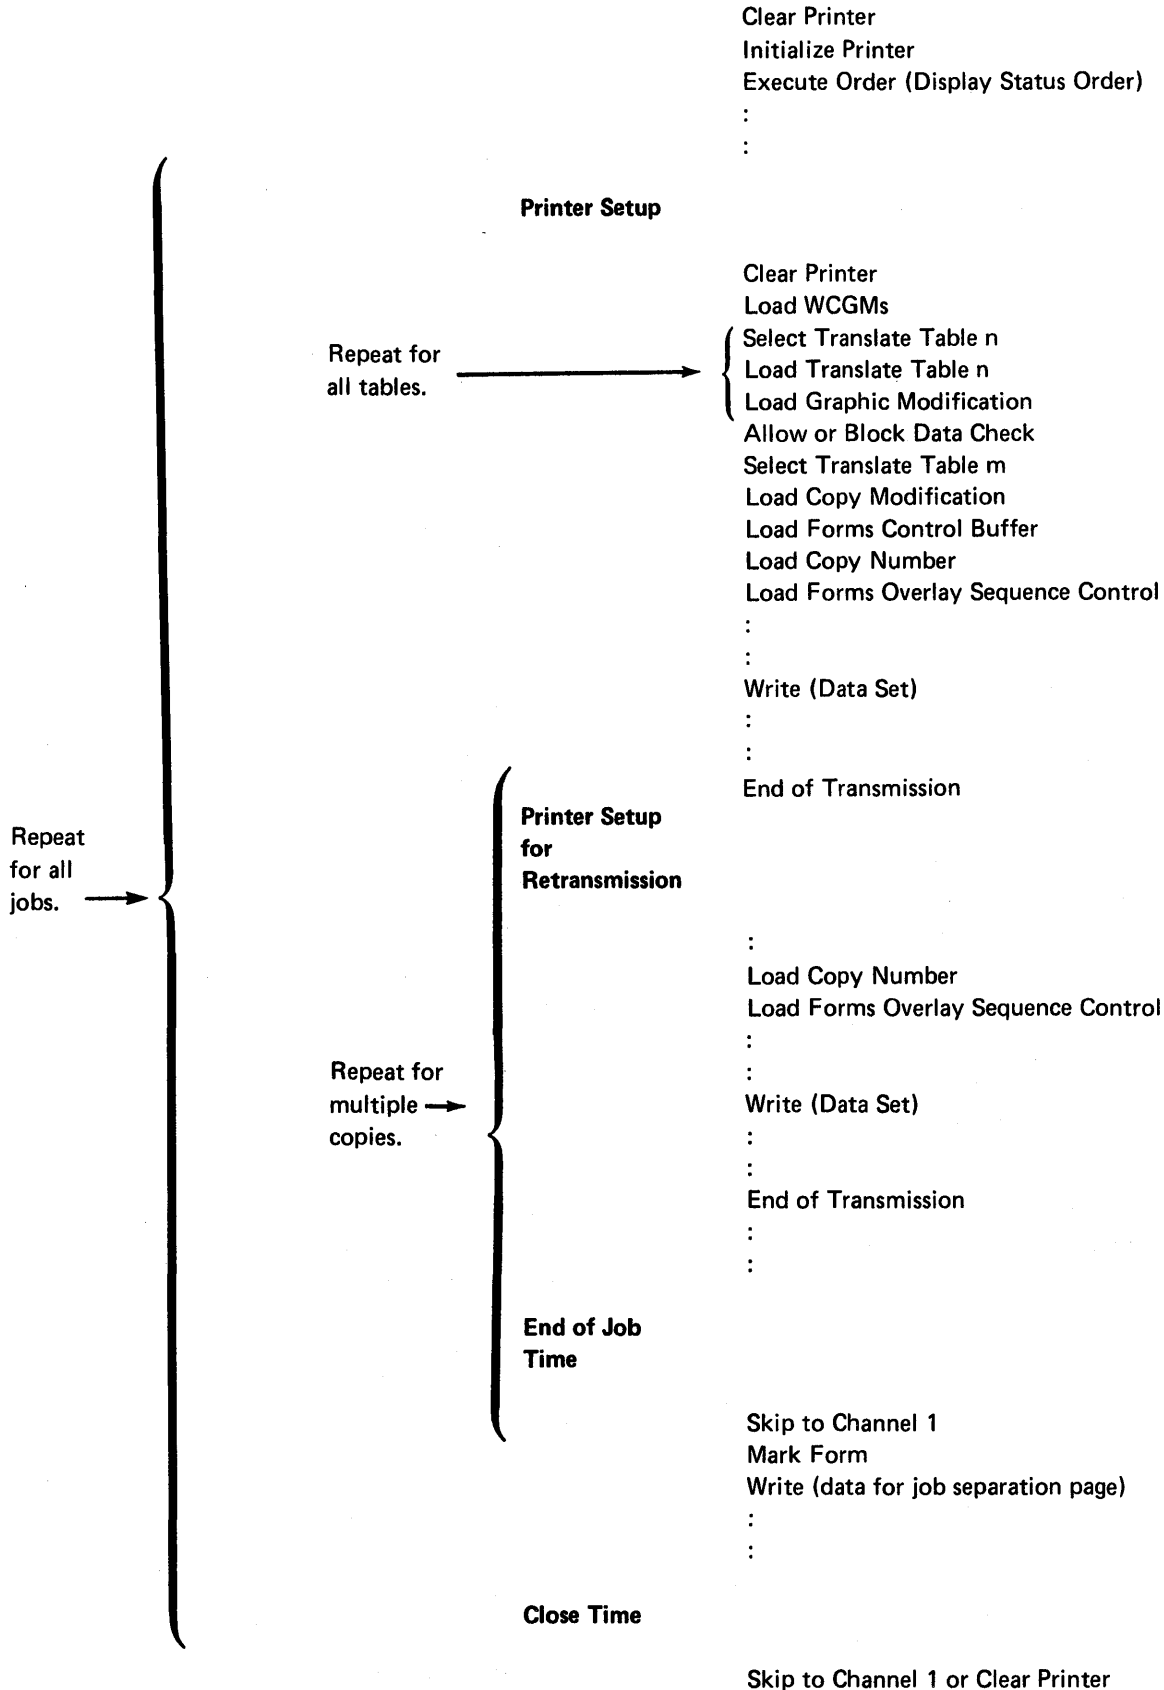 Clear Printer
Initialize Printer
Execute Order (Display Status Order)
:
:
Printer Setup
Clear Printer
Load WCGMs
Select Translate Table n
Repeat for
all tables.
Load Translate Table n
Load Graphic Modification
Allow or Block Data Check
Select Translate Table m
Load Copy Modification
Load Forms Control Buffer
Load Copy Number
Load Forms Overlay Sequence Control
:
:
Write (Data Set)
:
:
End of Transmission
Repeat
for all
jobs.
Printer Setup
for
Retransmission
:
Load Copy Number
Load Forms Overlay Sequence Control
:
:
Repeat for
multiple
copies.
Write (Data Set)
:
:
End of Transmission
:
:
End of Job
Time
Skip to Channel 1
Mark Form
Write (data for job separation page)
:
:
Close Time
Skip to Channel 1 or Clear Printer